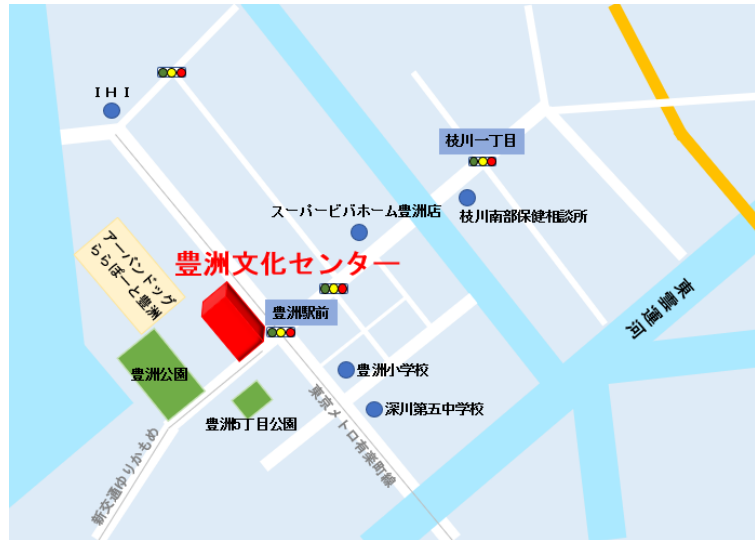 ＩＨＩ
枝川一丁目
枝川南部保健相談所
スーパービバホーム豊洲店
アーバンドッグ
ららぽーと豊洲
豊洲文化センター
豊洲駅前
東雲運河
豊洲公園
豊洲5丁目公園
豊洲小学校
深川第五中学校
東京メトロ有楽町線
新交通ゆりかもめ